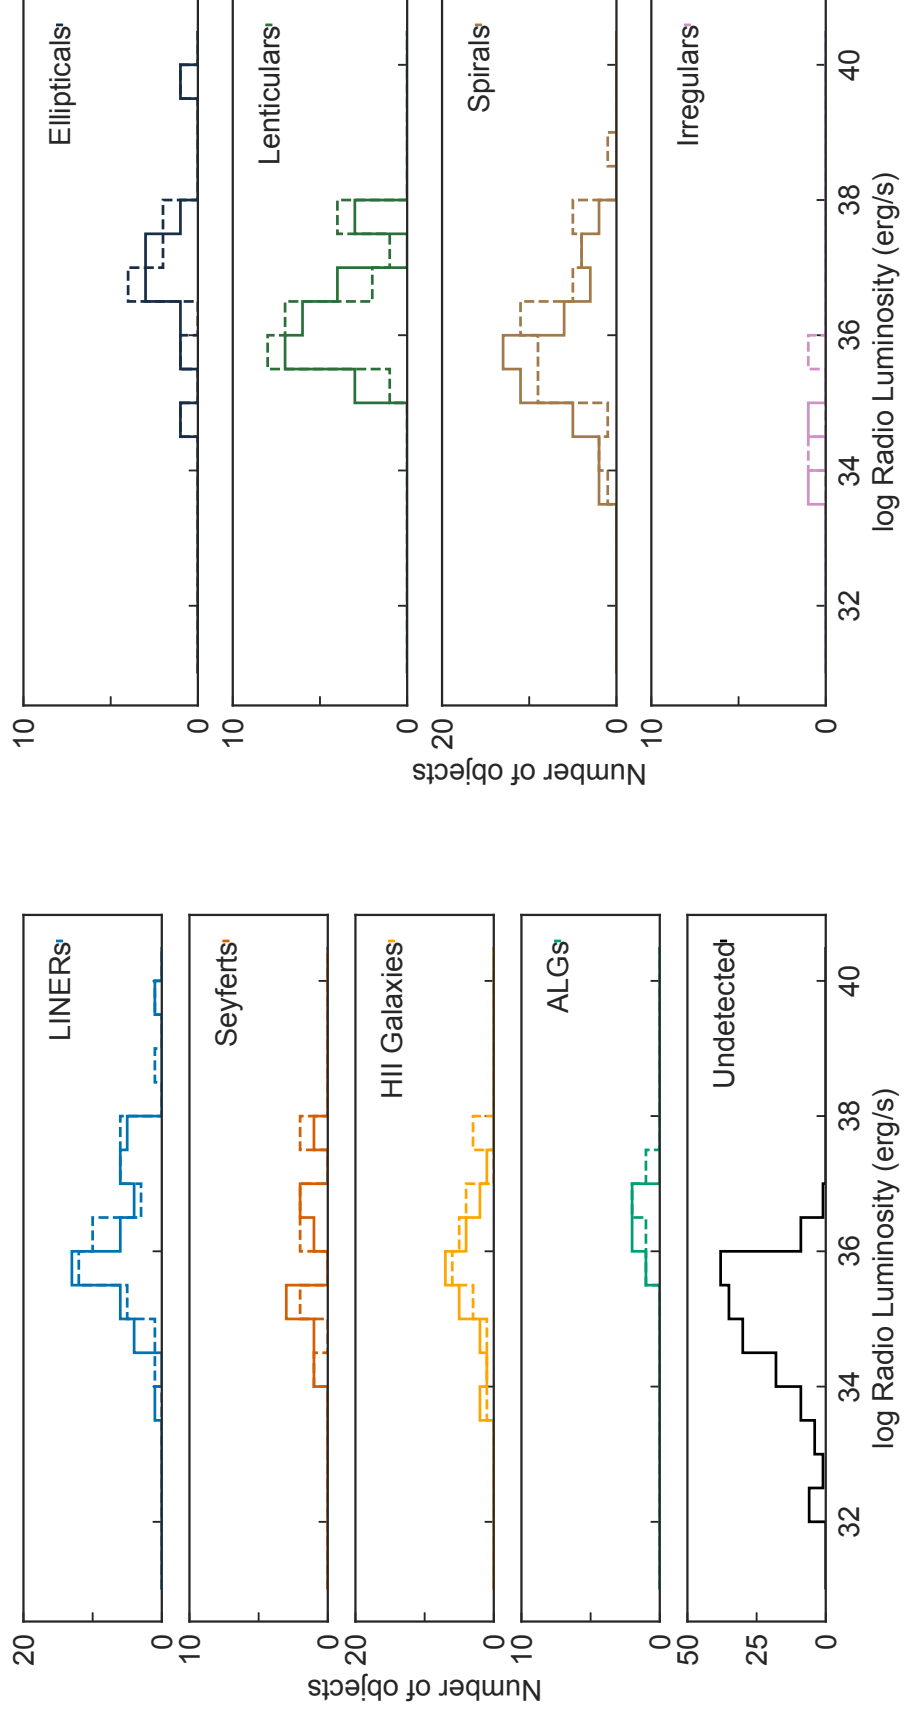 20
0
LINERs
10
0
Seyferts
20
0
HII Galaxies
10
0
ALGs
50
25
0
Undetected
32
34
36
38
40
log Radio Luminosity (erg/s)
Number of objects
10
0
Ellipticals
10
0
Lenticulars
20
0
Spirals
10
0
Irregulars
32
34
36
38
40
log Radio Luminosity (erg/s)
Number of objects